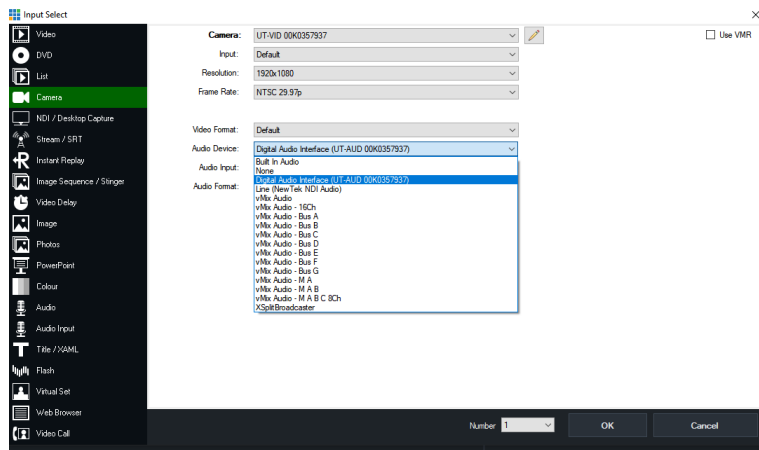 Input Select
Video
DVD
List
Camera
NDI / Desktop Capture
Stream / SRT
Instant Replay
Image Sequence / Stinger
Video Delay
Image
Photos
PowerPoint
Colour
Audio
Audio Input
Title / XAML
Flash
Virtual Set
Web Browser
Video Call
Camera: UT-VID 00K0357937
Use VMR
Input: Default
Resolution: 1920x1080
Frame Rate: NTSC 29.97p
Video Format: Default
Audio Device: Digital Audio Interface (UT-AUD 00K0357937)
Audio Input:
Audio Format:
Built In Audio
None
Digital Audio Interface (UT-AUD 00K0357937)
Line (NewTek NDI Audio)
vMix Audio
vMix Audio - 16Ch
vMix Audio - Bus A
vMix Audio - Bus B
vMix Audio - Bus C
vMix Audio - Bus D
vMix Audio - Bus E
vMix Audio - Bus F
vMix Audio - Bus G
vMix Audio - M A
vMix Audio - M A B
vMix Audio - M A B C 8Ch
XSplitBroadcaster
Number 1
OK
Cancel